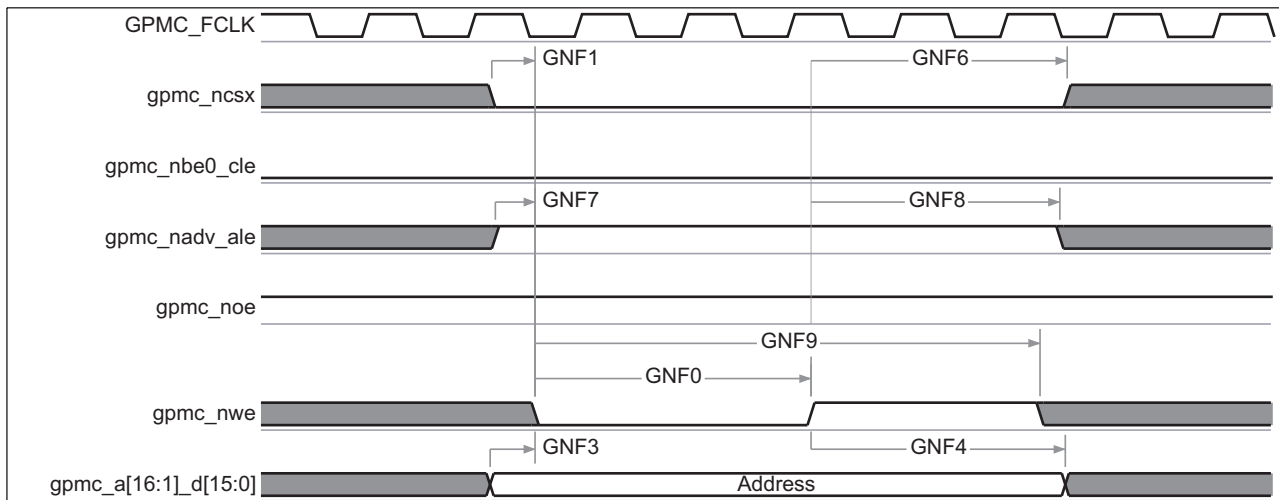 GPMC_FCLK
GNF1
GNF6
gpmc_ncsx
gpmc_nbe0_cle
GNF7
GNF8
gpmc_nadv_ale
gpmc_noe
GNF9
GNF0
gpmc_nwe
GNF3
GNF4
gpmc_a[16:1]_d[15:0]
Address